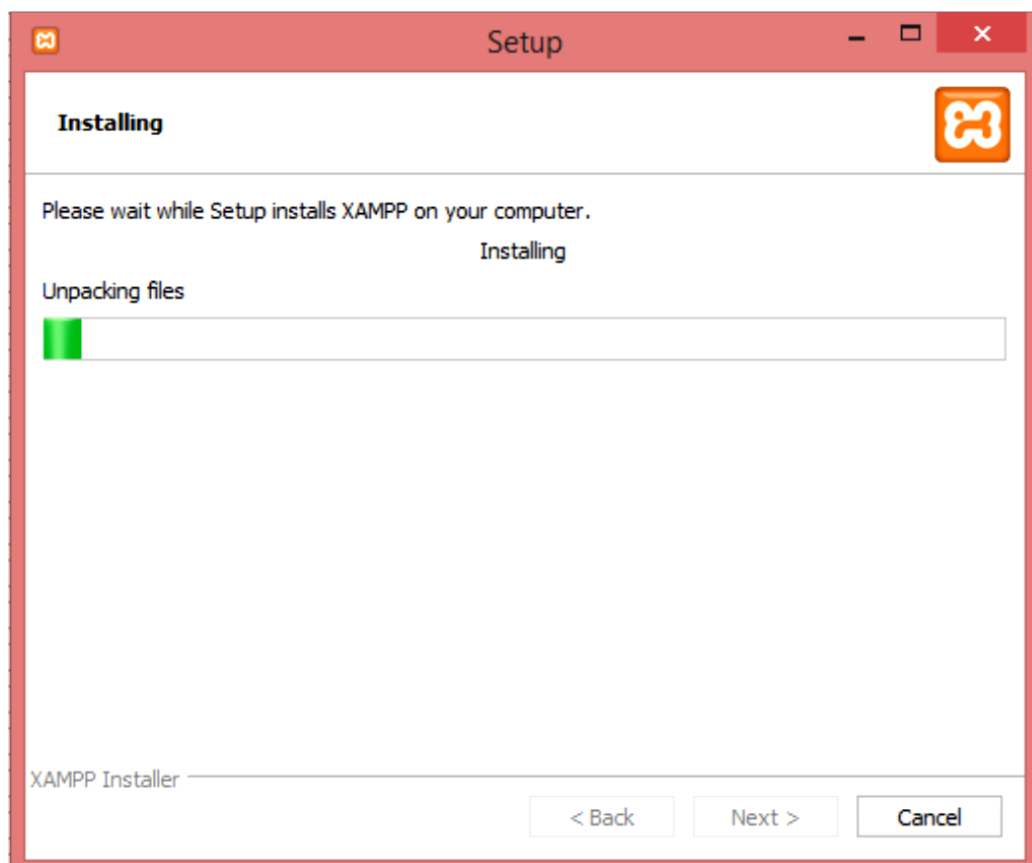 Setup
Installing
Please wait while Setup installs XAMPP on your computer.
Installing
Unpacking files
XAMPP Installer
< Back
Next >
Cancel